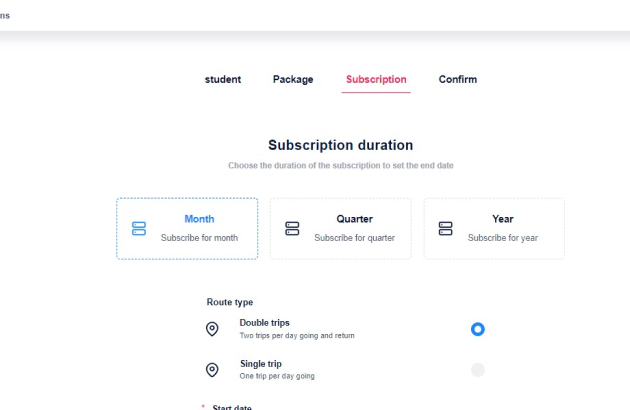 ns
student Package Subscription Confirm
Subscription duration
Choose the duration of the subscription to set the end date
Month Quarter Year
Subscribe for month Subscribe for quarter Subscribe for year
Route type
Double trips
Two trips per day going and return
Single trip
One trip per day going
* Start date